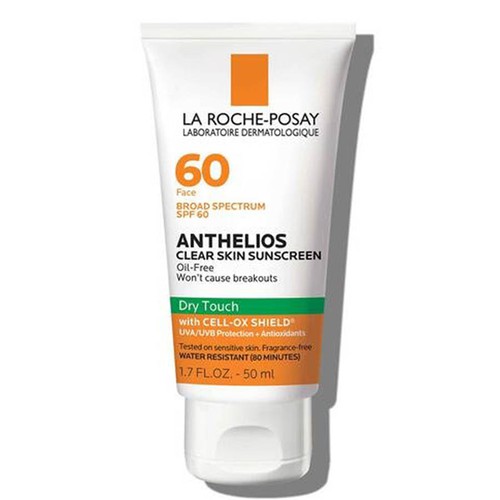 LA ROCHE-POSAY
LABORATOIRE DERMATOLOGIQUE
60
Face
BROAD SPECTRUM
SPF 60
ANTHELIOS
CLEAR SKIN SUNSCREEN
Oil-Free
Won't cause breakouts
Dry Touch
with CELL-OX SHIELD®
UVA/UVB Protection + Antioxidants
Tested on sensitive skin. Fragrance-free
WATER RESISTANT (80 MINUTES)
1.7 FL.OZ. - 50 ml